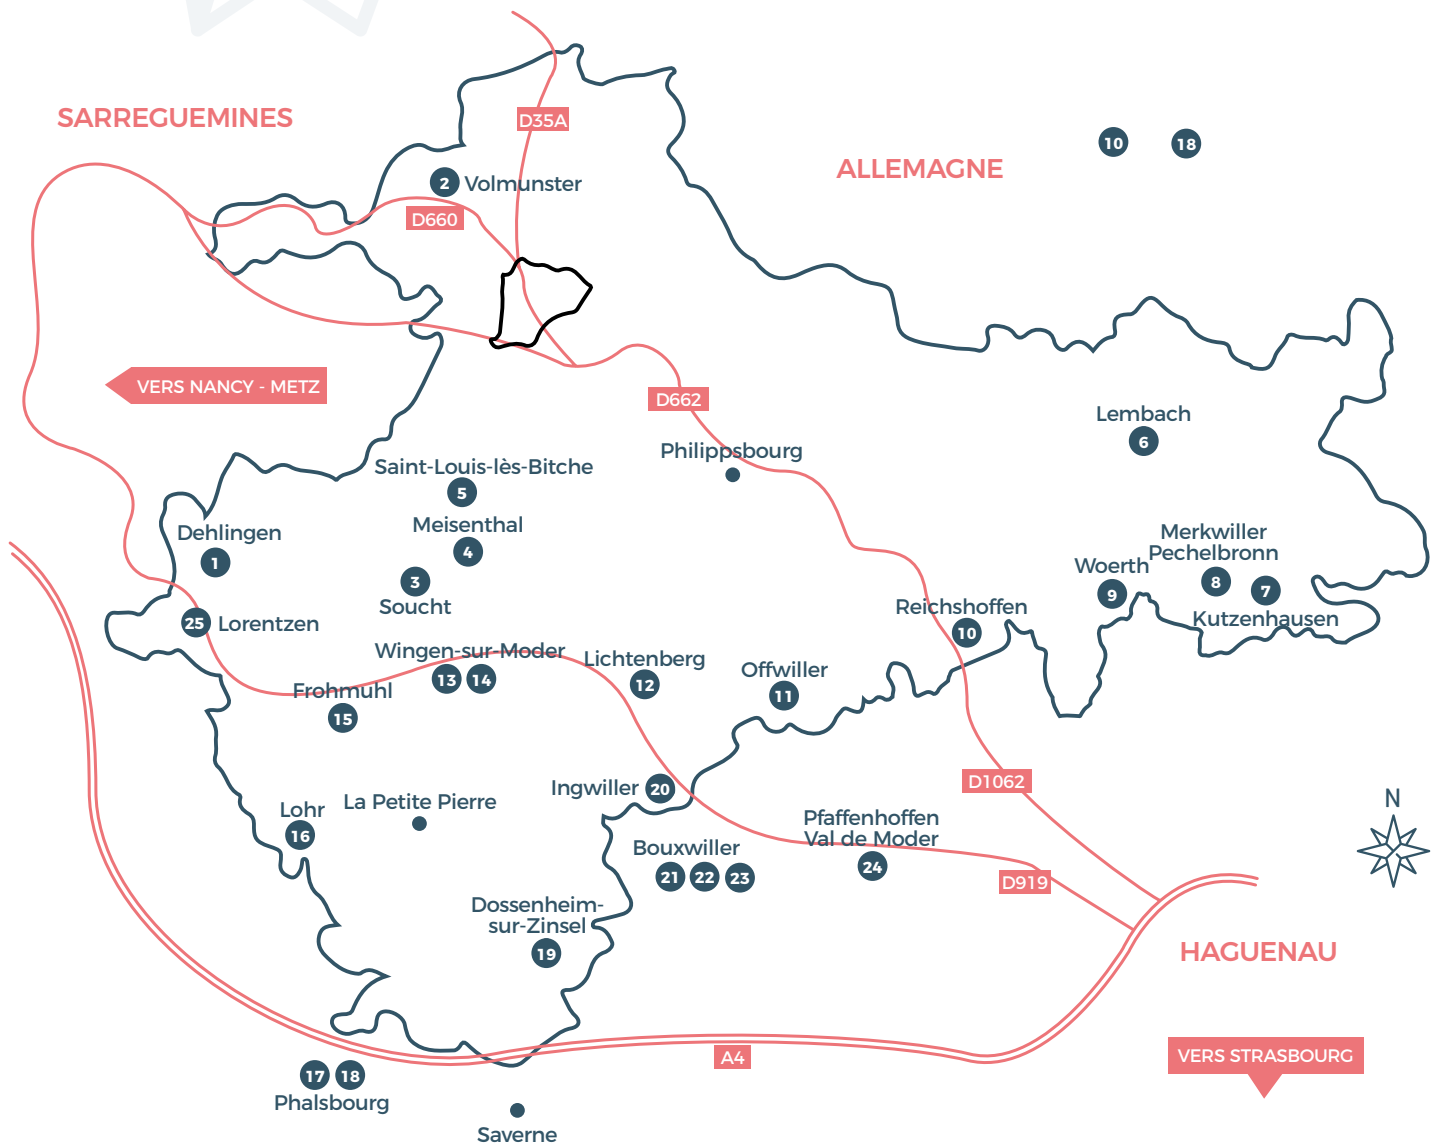 SARREGUEMINES
D35A
ALLEMAGNE
10
18
2
Volmunster
D660
VERS NANCY - METZ
D662
Lembach
6
Philippsbourg
Saint-Louis-lès-Bitche
5
Meisenthal
4
Dehlingen
1
3
Soucht
Merkwiller
Pechelbronn
8
7
Kutzenhausen
Woerth
9
Reichshoffen
10
25
Lorentzen
Wingen-sur-Moder
13
14
Lichtenberg
12
Offwiller
11
Frohmuhl
15
D1062
Ingwiller
20
La Petite Pierre
Lohr
16
Pfaffenhoffen
Val de Moder
24
Bouxwiller
21
22
23
D919
N
Dossenheim-
sur-Zinsel
19
HAGUENAU
A4
VERS STRASBOURG
17
18
Phalsbourg
Saverne